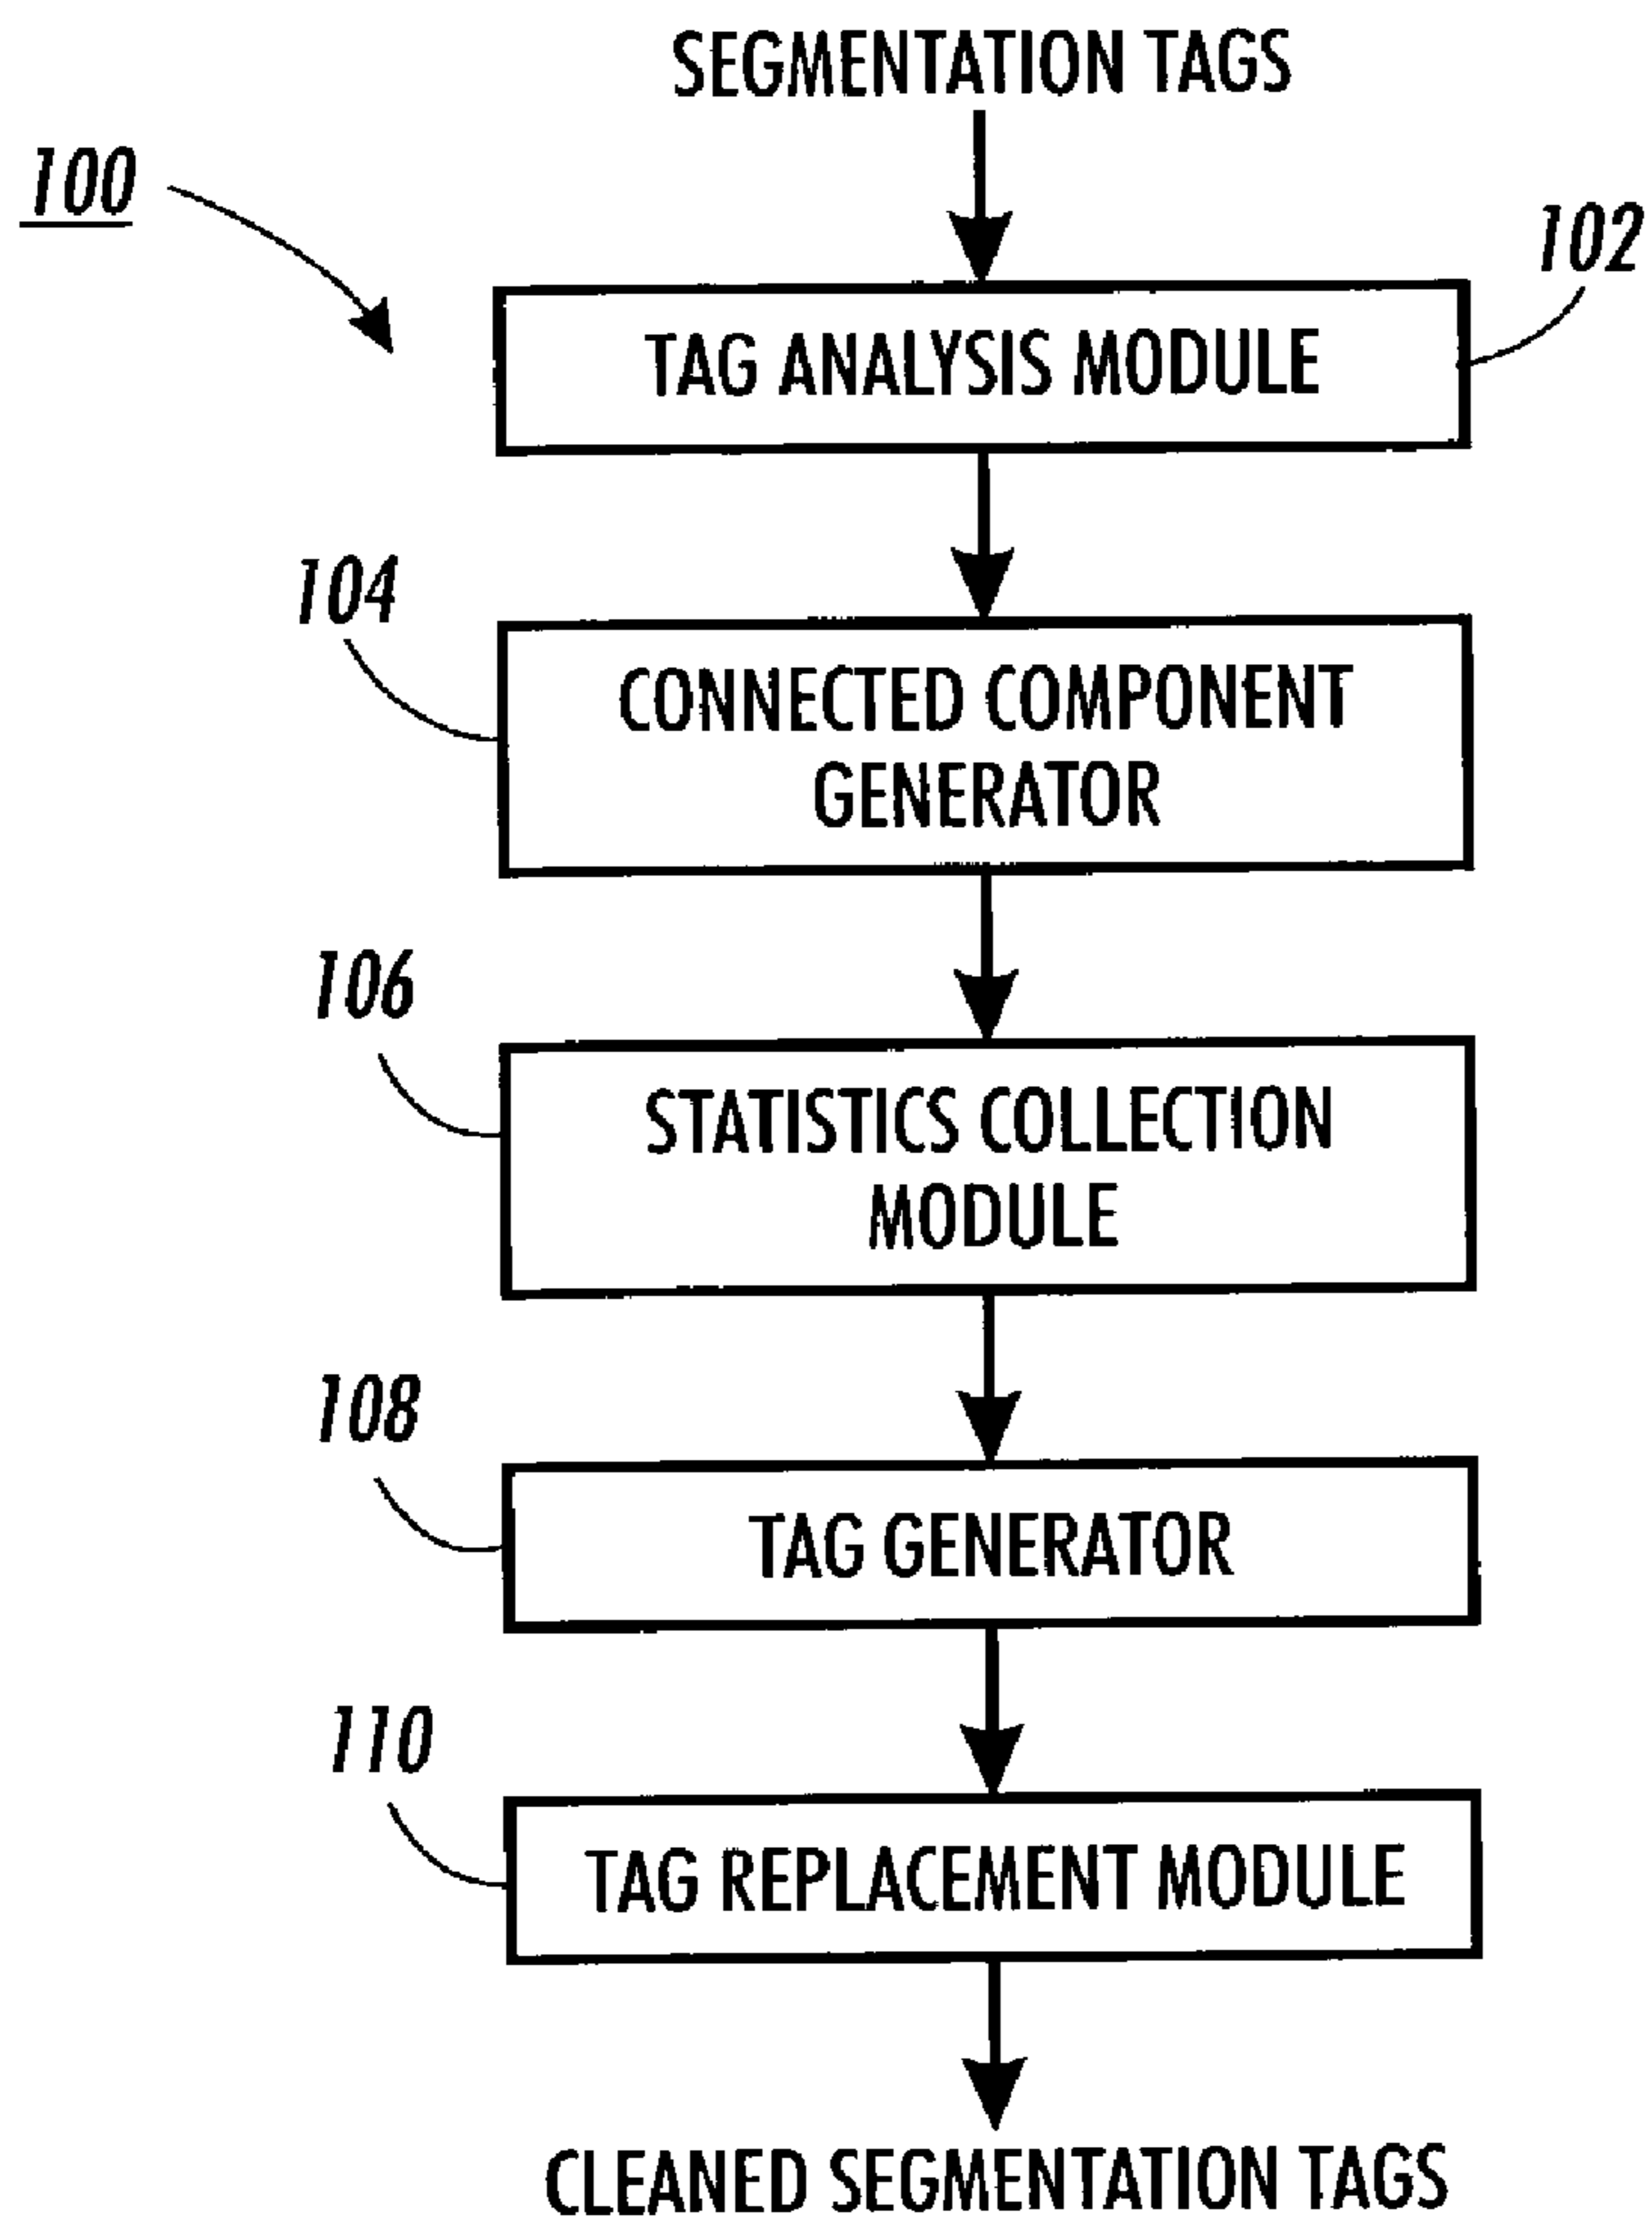 SEGMENTATION TAGS
100
102
TAG ANALYSIS MODULE
104
CONNECTED COMPONENT
GENERATOR
106
STATISTICS COLLECTION
MODULE
108
TAG GENERATOR
110
TAG REPLACEMENT MODULE
CLEANED SEGMENTATION TAGS